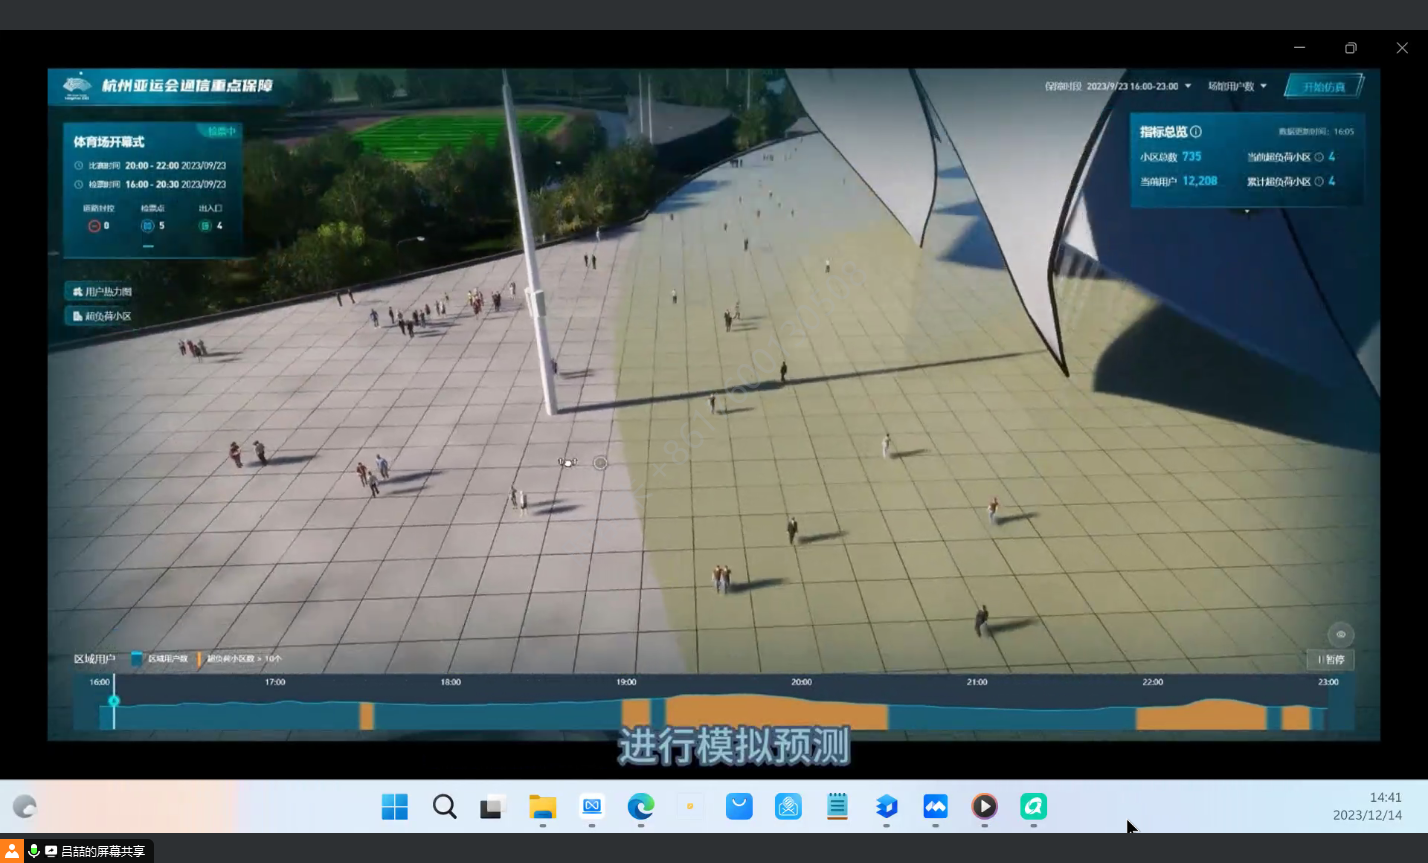 杭州亚运会通信重点保障
保障时段 2023/9/23 16:00-23:00 场馆用户数 开始仿真
体育场开幕式 检票中
比赛时间 20:00 - 22:00 2023/09/23
检票时间 16:00 - 20:30 2023/09/23
道路封控 检票点 出入口
0 5 4
用户热力图
超负荷小区
指标总览 数据更新时间: 16:05
小区总数 735 当前超负荷小区 4
当前用户 12,208 累计超负荷小区 4
暂停
区域用户 区域用户数 超负荷小区数 > 10个
16:00 17:00 18:00 19:00 20:00 21:00 22:00 23:00
进行模拟预测
14:41
2023/12/14
吕喆的屏幕共享